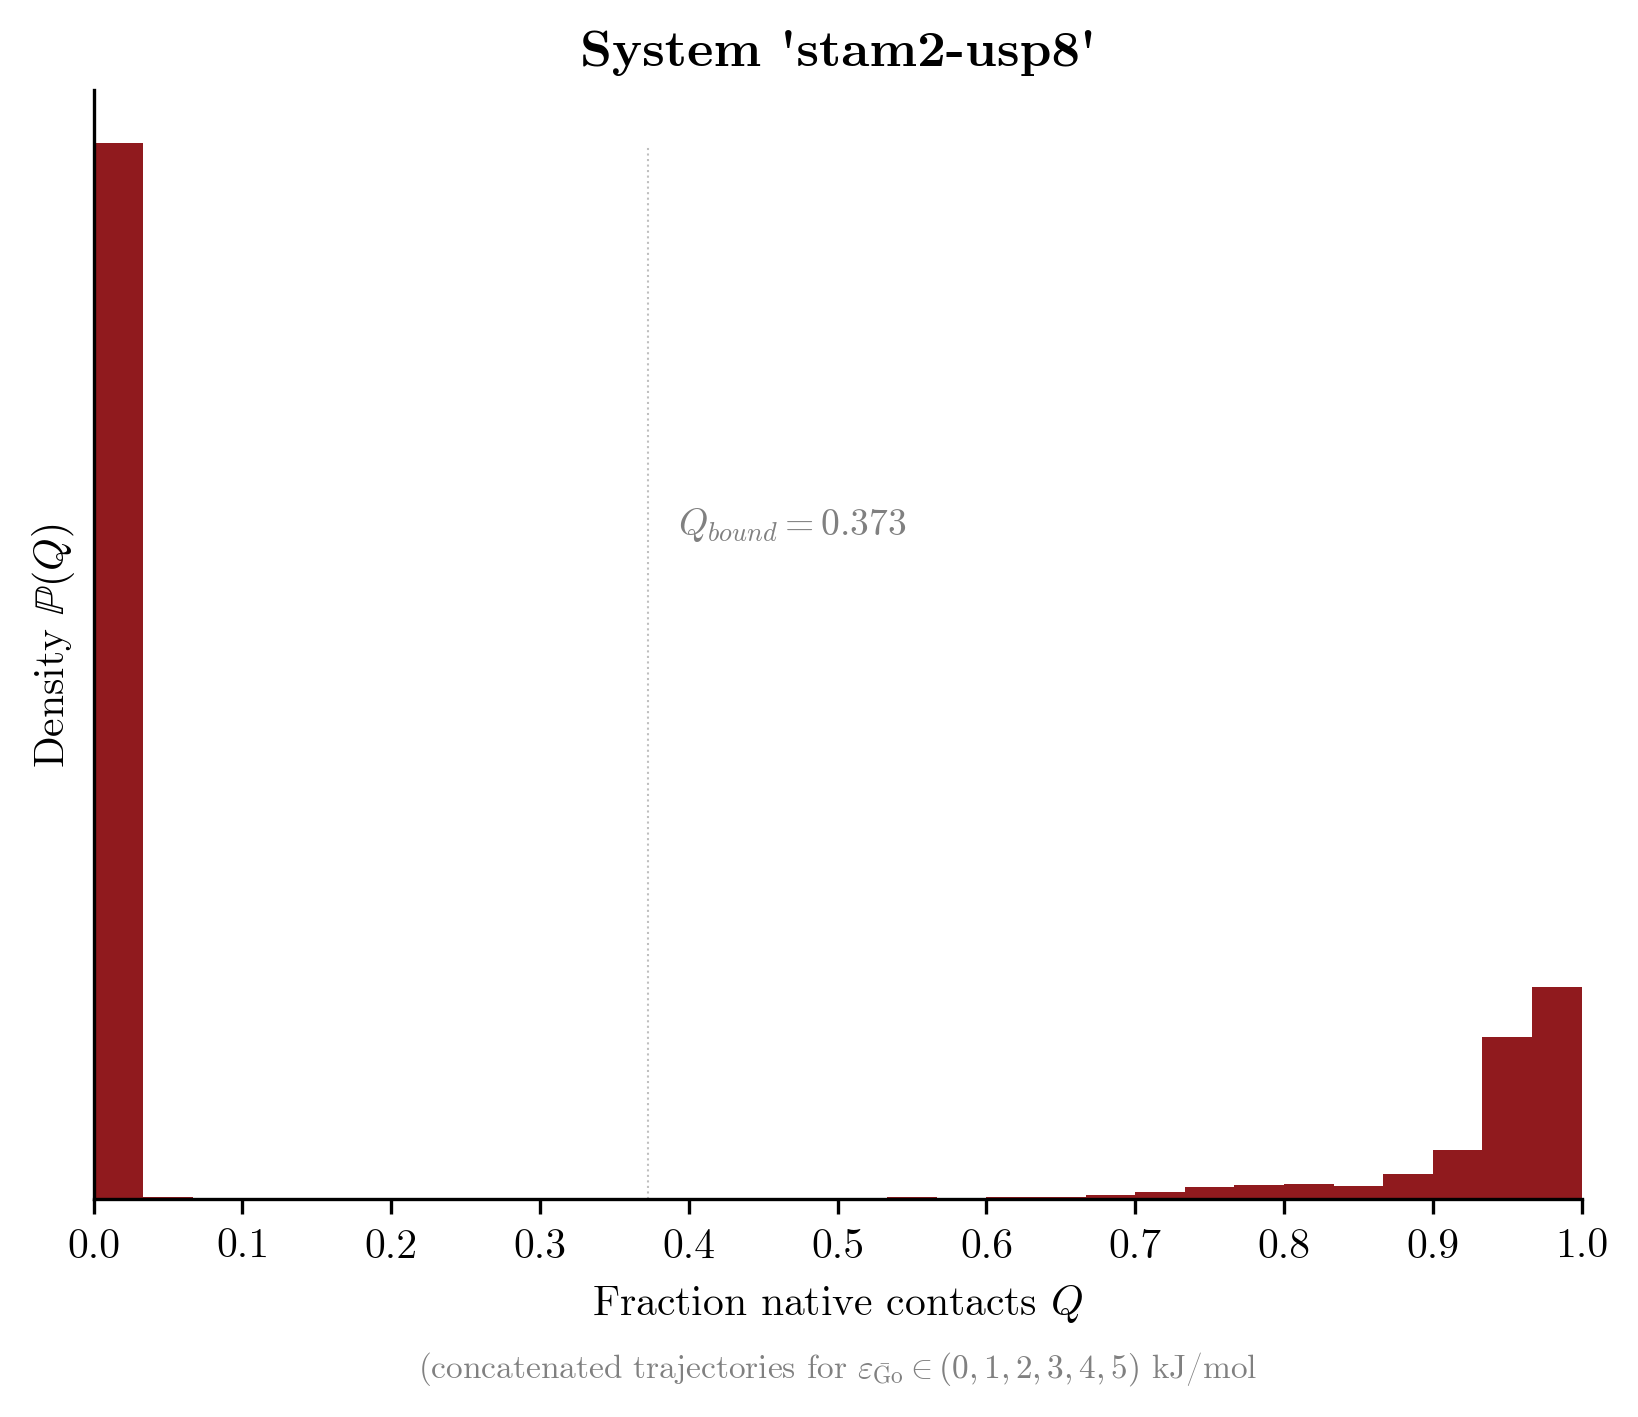 System 'stam2-usp8'
Density ℙ(Q)
Q_bound = 0.373
0.0 0.1 0.2 0.3 0.4 0.5 0.6 0.7 0.8 0.9 1.0
Fraction native contacts Q
(concatenated trajectories for ε_Ḡo ∈ (0, 1, 2, 3, 4, 5) kJ/mol